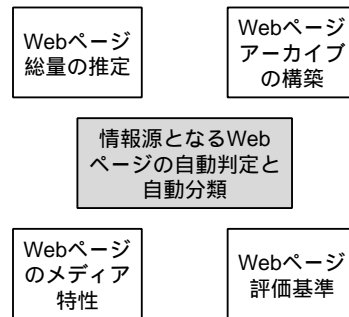 Webページ
総量の推定
Webページ
アーカイブ
の構築
情報源となるWeb
ページの自動判定と
自動分類
Webページ
のメディア
特性
Webページ
評価基準